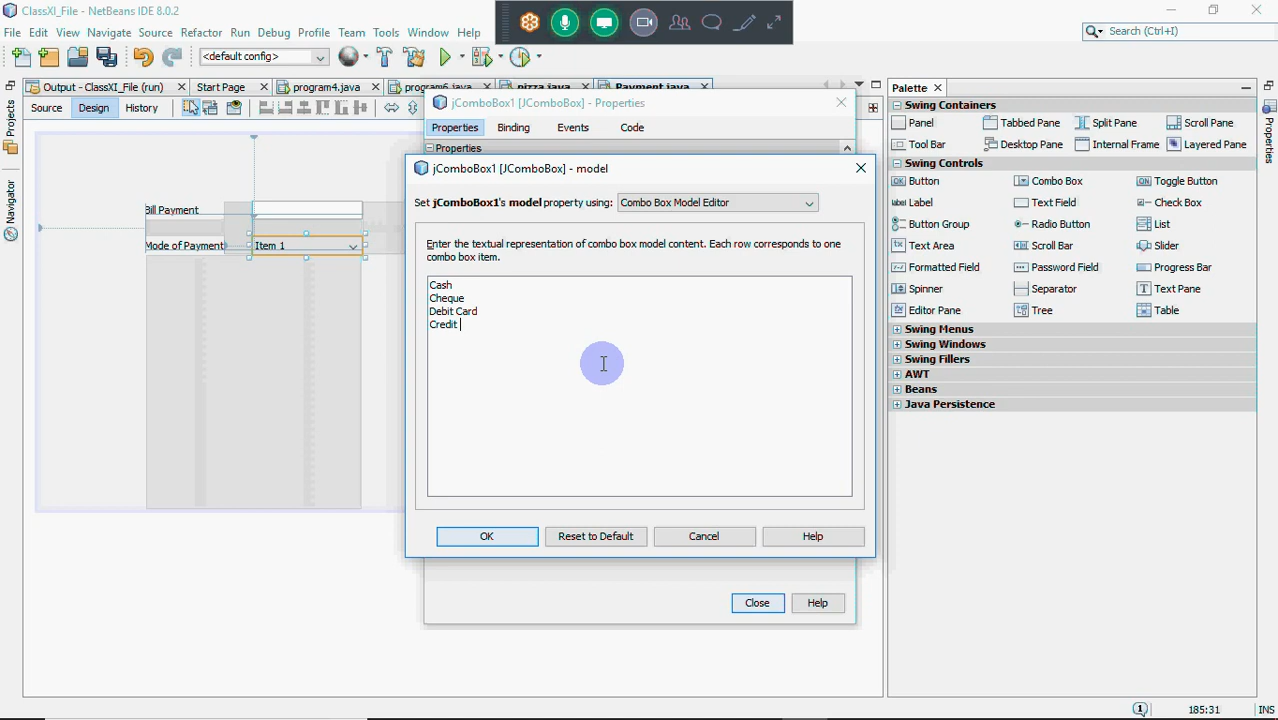 ClassXI_File - NetBeans IDE 8.0.2
File Edit View Navigate Source Refactor Run Debug Profile Team Tools Window Help
Search (Ctrl+I)
<default config>
Output - ClassXI_File (run)
Start Page
program4.java
program6.java
pizza.java
Payment.java
Palette
Source Design History
Projects
Navigator
Properties
Bill Payment
Mode of Payment
Item 1
jComboBox1 [JComboBox] - Properties
Properties Binding Events Code
Properties
jComboBox1 [JComboBox] - model
Set jComboBox1's model property using: Combo Box Model Editor
Enter the textual representation of combo box model content. Each row corresponds to one
combo box item.
Cash
Cheque
Debit Card
Credit
OK Reset to Default Cancel Help
Close Help
Swing Containers
Panel Tabbed Pane Split Pane Scroll Pane
Tool Bar Desktop Pane Internal Frame Layered Pane
Swing Controls
Button Combo Box Toggle Button
Label Text Field Check Box
Button Group Radio Button List
Text Area Scroll Bar Slider
Formatted Field Password Field Progress Bar
Spinner Separator Text Pane
Editor Pane Tree Table
Swing Menus
Swing Windows
Swing Fillers
AWT
Beans
Java Persistence
1 185:31 INS